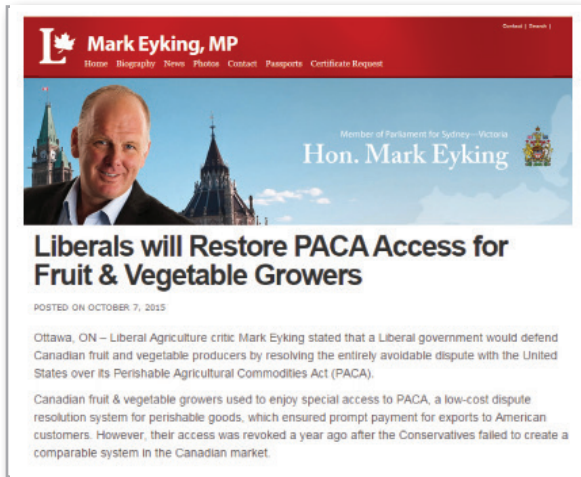 Contact | Search |
L Mark Eyking, MP
Home Biography News Photos Contact Passports Certificate Request
Member of Parliament for Sydney—Victoria
Hon. Mark Eyking
Liberals will Restore PACA Access for
Fruit & Vegetable Growers
POSTED ON OCTOBER 7, 2015
Ottawa, ON – Liberal Agriculture critic Mark Eyking stated that a Liberal government would defend
Canadian fruit and vegetable producers by resolving the entirely avoidable dispute with the United
States over its Perishable Agricultural Commodities Act (PACA).
Canadian fruit & vegetable growers used to enjoy special access to PACA, a low-cost dispute
resolution system for perishable goods, which ensured prompt payment for exports to American
customers. However, their access was revoked a year ago after the Conservatives failed to create a
comparable system in the Canadian market.